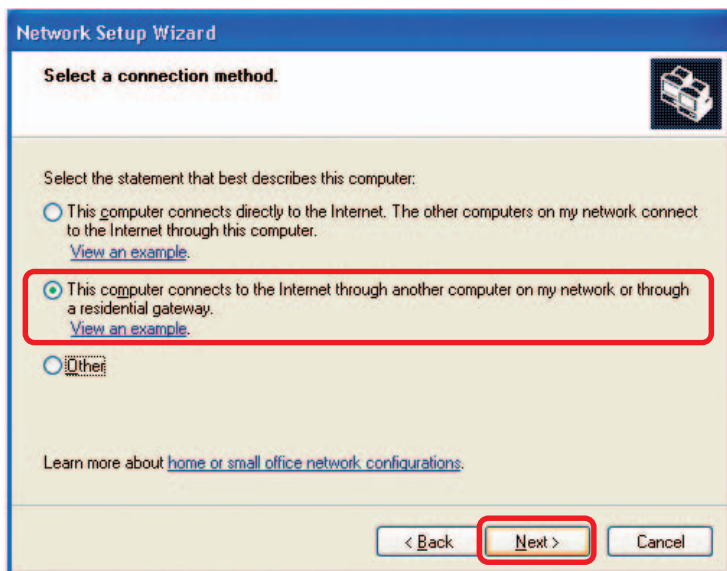 Network Setup Wizard
Select a connection method.
Select the statement that best describes this computer:
This computer connects directly to the Internet. The other computers on my network connect
to the Internet through this computer.
View an example.
This computer connects to the Internet through another computer on my network or through
a residential gateway.
View an example.
Other
Learn more about home or small office network configurations.
< Back Next > Cancel